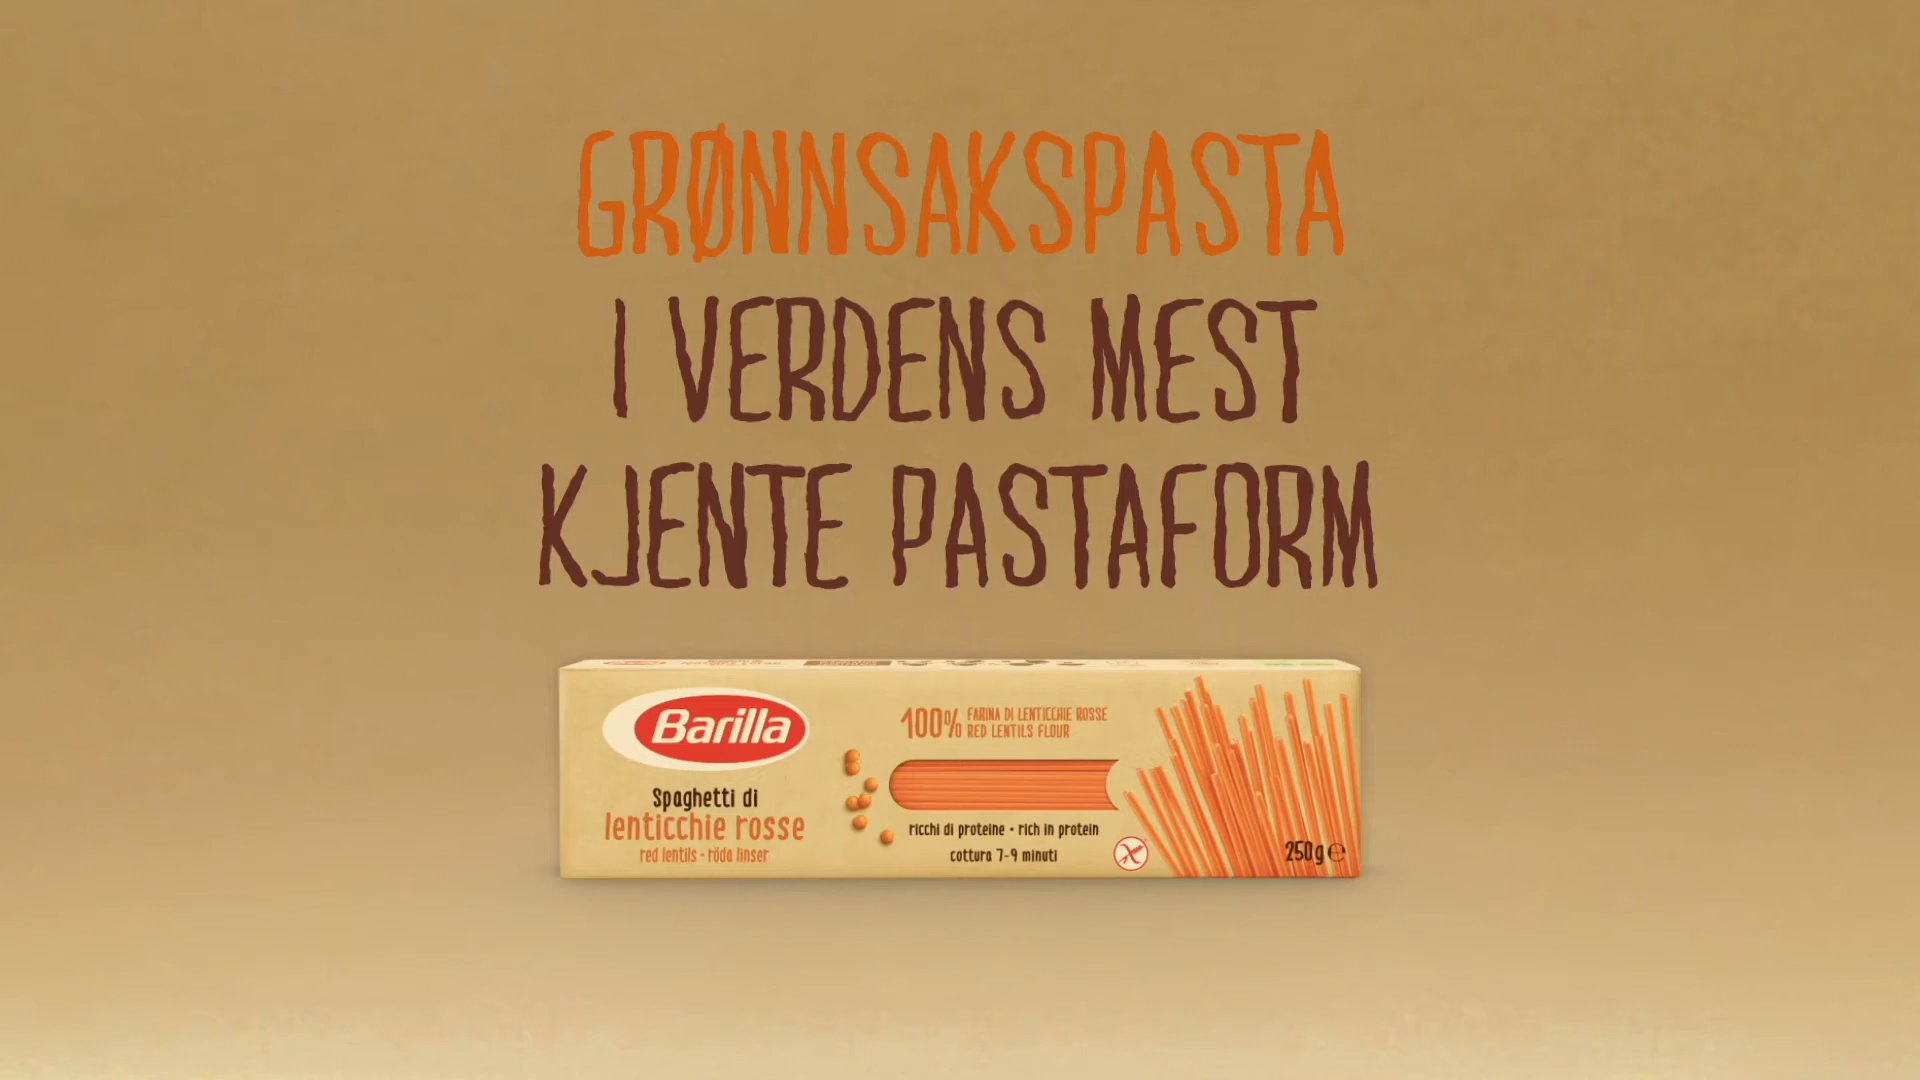 GRØNNSAKSPASTA
I VERDENS MEST
KJENTE PASTAFORM
Barilla
Spaghetti di
lenticchie rosse
red lentils - röda linser
100% FARINA DI LENTICCHIE ROSSE
RED LENTILS FLOUR
ricchi di proteine • rich in protein
cottura 7-9 minuti
250g e